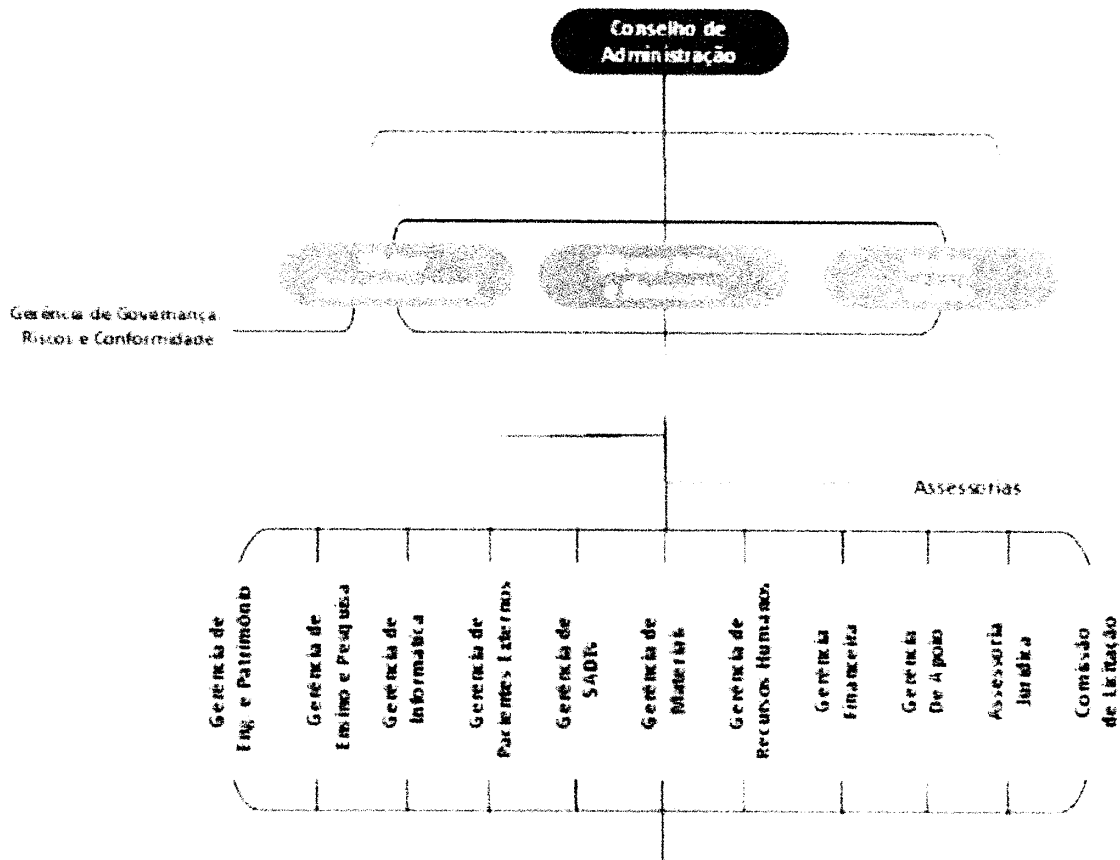 Conselho de
Administração
Gerência de Governança,
Riscos e Conformidade
Assessorias
Gerência de
Eng. e Patrimônio
Gerência de
Ensino e Pesquisa
Gerência de
Informática
Gerência de
Pacientes Externos
Gerência de
SADTs
Gerência de
Materiais
Gerência de
Recursos Humanos
Gerência
Financeira
Gerencia
De Apoio
Assessoria
Jurídica
Comissão
de Licitação